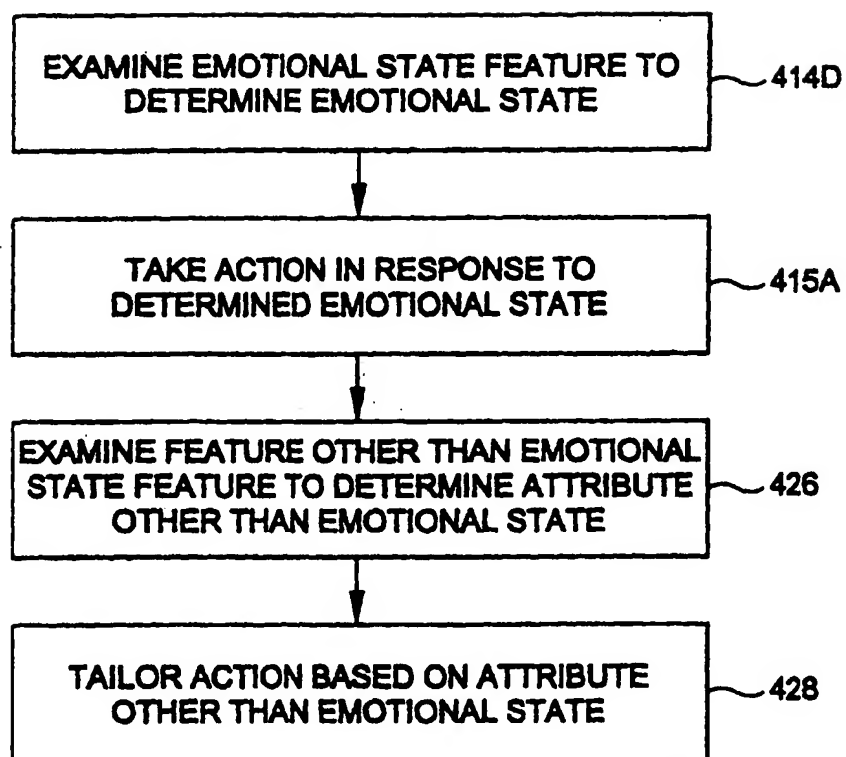 EXAMINE EMOTIONAL STATE FEATURE TO
DETERMINE EMOTIONAL STATE
414D
TAKE ACTION IN RESPONSE TO
DETERMINED EMOTIONAL STATE
415A
EXAMINE FEATURE OTHER THAN EMOTIONAL
STATE FEATURE TO DETERMINE ATTRIBUTE
OTHER THAN EMOTIONAL STATE
426
TAILOR ACTION BASED ON ATTRIBUTE
OTHER THAN EMOTIONAL STATE
428